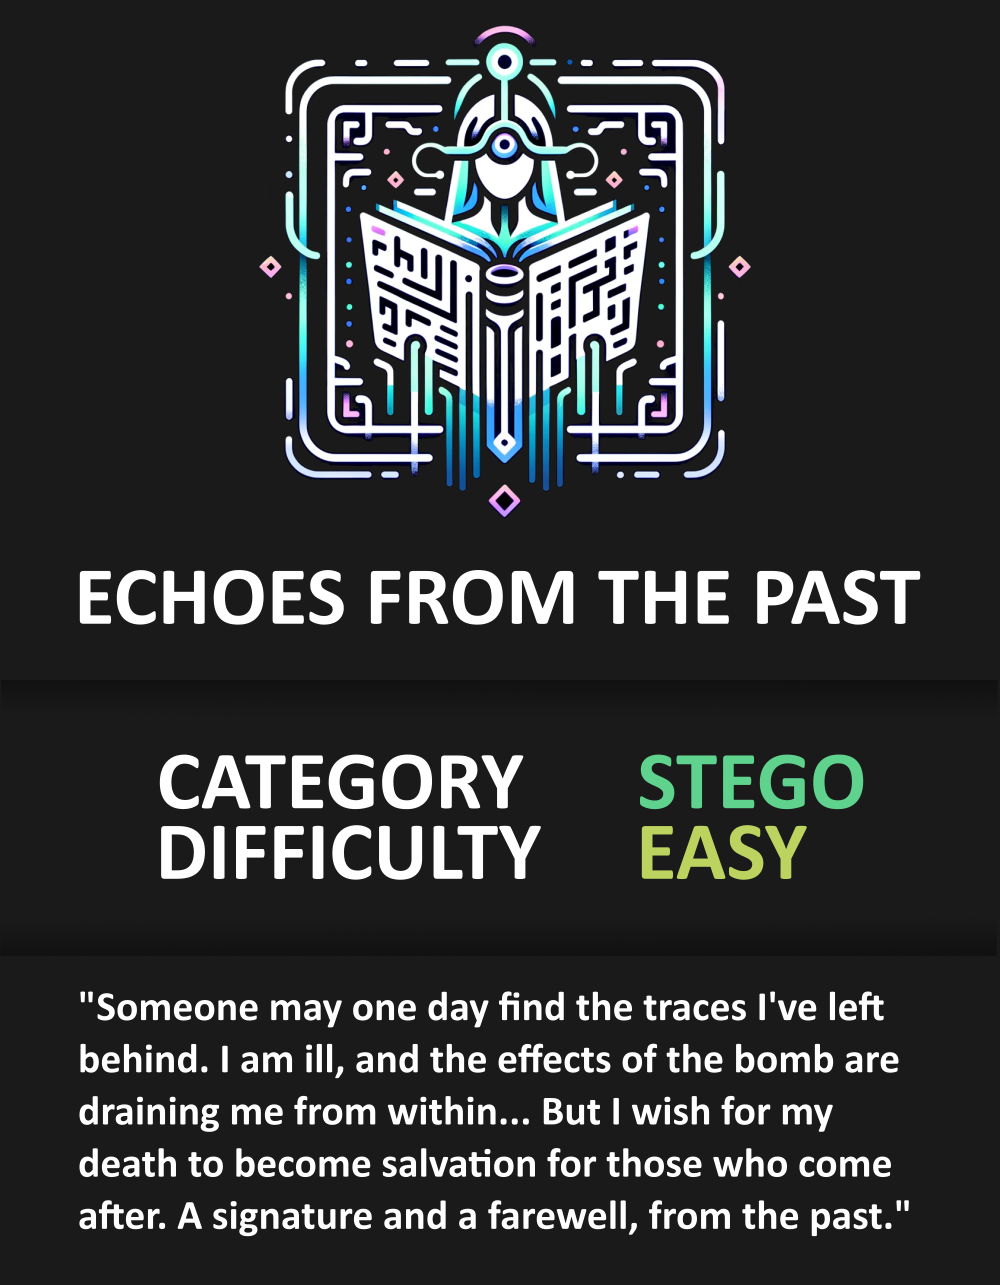 ECHOES FROM THE PAST
CATEGORY STEGO
DIFFICULTY EASY
"Someone may one day find the traces I've left
behind. I am ill, and the effects of the bomb are
draining me from within... But I wish for my
death to become salvation for those who come
after. A signature and a farewell, from the past."